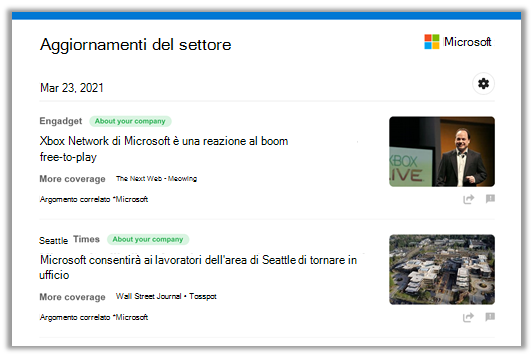 Aggiornamenti del settore
Microsoft
Mar 23, 2021
Engadget About your company
Xbox Network di Microsoft è una reazione al boom
free-to-play
XBOX
LIVE
More coverage The Next Web • Meowing
Argomento correlato "Microsoft
Seattle Times About your company
Microsoft consentirà ai lavoratori dell'area di Seattle di tornare in
ufficio
More coverage Wall Street Journal • Tosspot
Argomento correlato "Microsoft